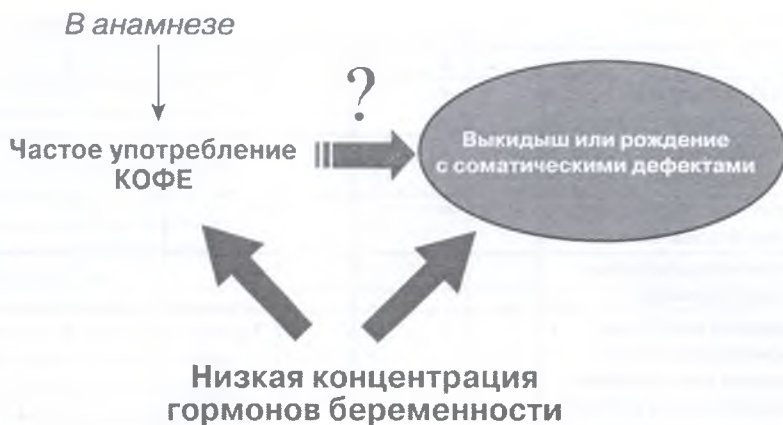 В анамнезе
?
Частое употребление
КОФЕ
Выкидыш или рождение
с соматическими дефектами
Низкая концентрация
гормонов беременности